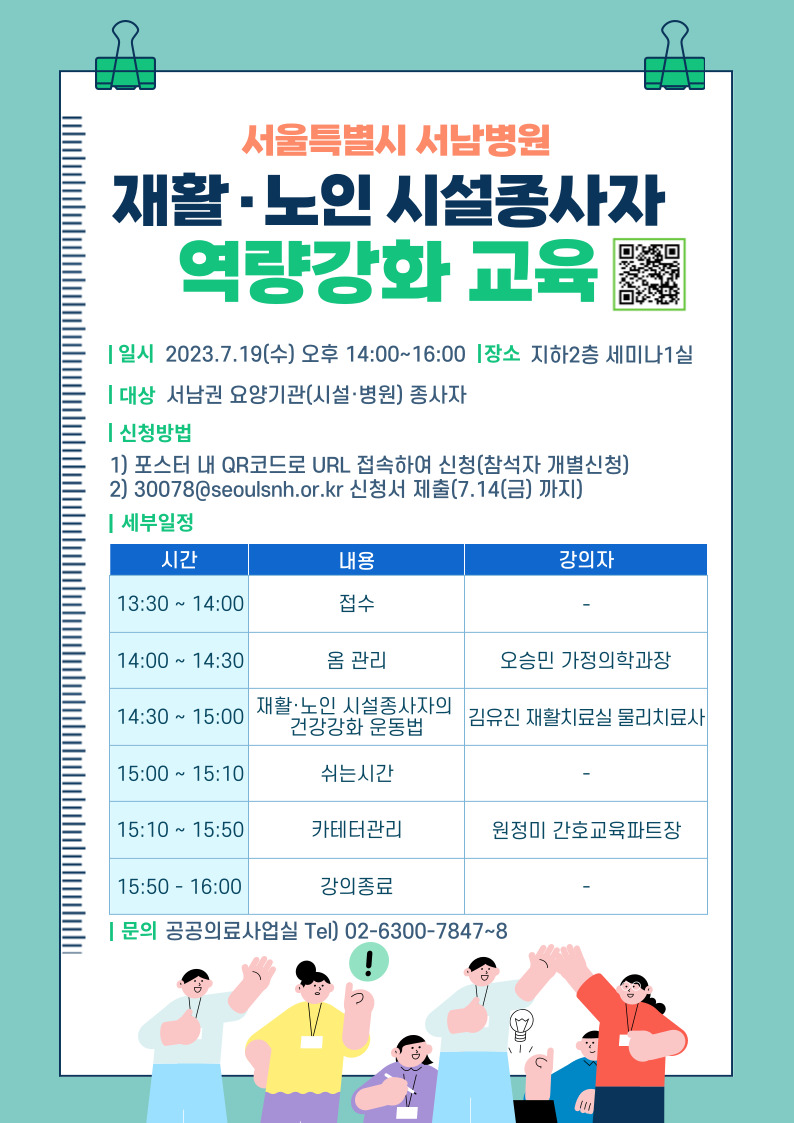 서울특별시 서남병원
재활·노인 시설종사자
역량강화 교육
일시 2023.7.19(수) 오후 14:00~16:00 장소 지하2층 세미나1실
대상 서남권 요양기관(시설·병원) 종사자
신청방법
1) 포스터 내 QR코드로 URL 접속하여 신청(참석자 개별신청)
2) 30078@seoulsnh.or.kr 신청서 제출(7.14(금) 까지)
세부일정
시간 내용 강의자
13:30 ~ 14:00 접수 -
14:00 ~ 14:30 옴 관리 오승민 가정의학과장
14:30 ~ 15:00 재활·노인 시설종사자의 김유진 재활치료실 물리치료사
건강강화 운동법
15:00 ~ 15:10 쉬는시간 -
15:10 ~ 15:50 카테터관리 원정미 간호교육파트장
15:50 - 16:00 강의종료 -
문의 공공의료사업실 Tel) 02-6300-7847~8